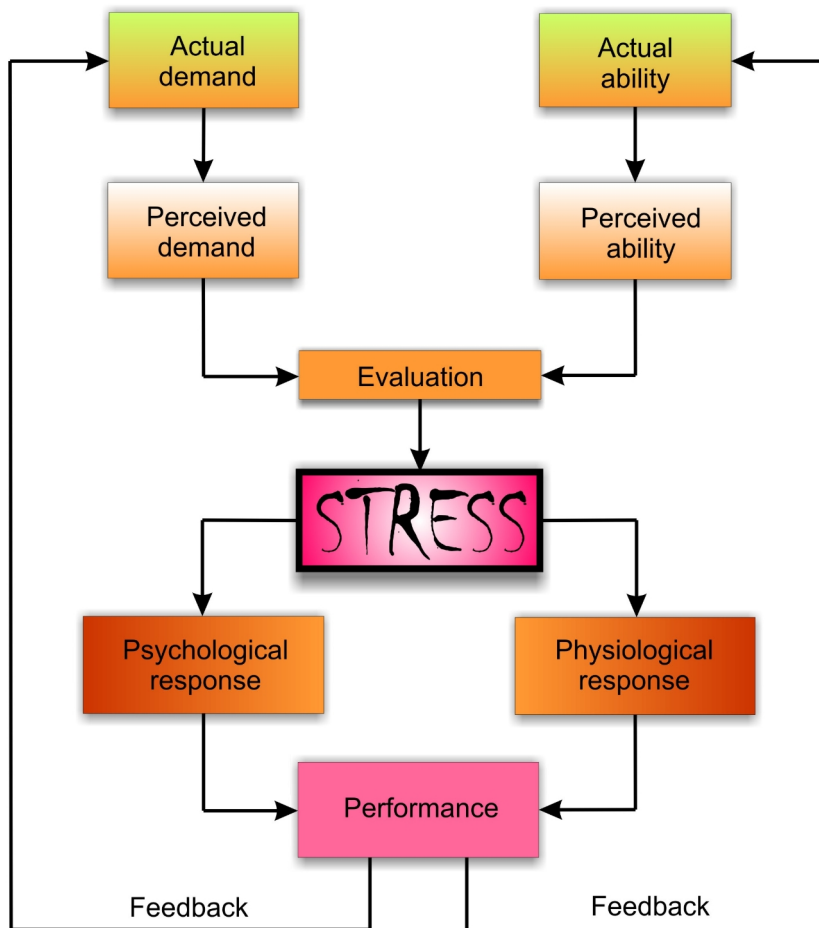 Actual
demand
Actual
ability
Perceived
demand
Perceived
ability
Evaluation
STRESS
Psychological
response
Physiological
response
Performance
Feedback
Feedback